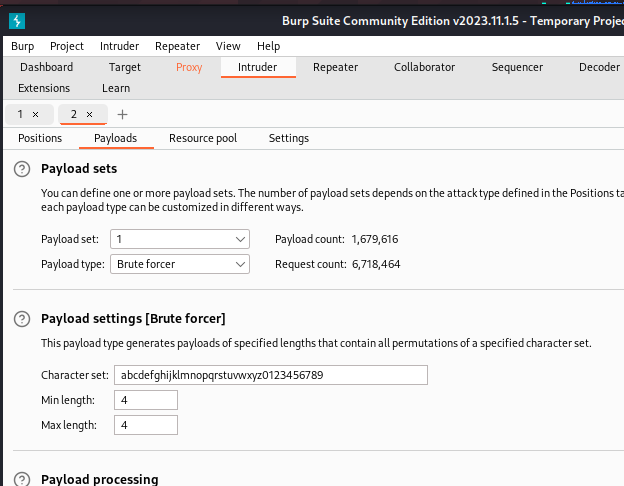 Burp Suite Community Edition v2023.11.1.5 - Temporary Proje
Burp Project Intruder Repeater View Help
Dashboard Target Proxy Intruder Repeater Collaborator Sequencer Decoder
Extensions Learn
1 × 2 × +
Positions Payloads Resource pool Settings
? Payload sets
You can define one or more payload sets. The number of payload sets depends on the attack type defined in the Positions ta
each payload type can be customized in different ways.
Payload set: 1 Payload count: 1,679,616
Payload type: Brute forcer Request count: 6,718,464
? Payload settings [Brute forcer]
This payload type generates payloads of specified lengths that contain all permutations of a specified character set.
Character set: abcdefghijklmnopqrstuvwxyz0123456789
Min length: 4
Max length: 4
? Payload processing